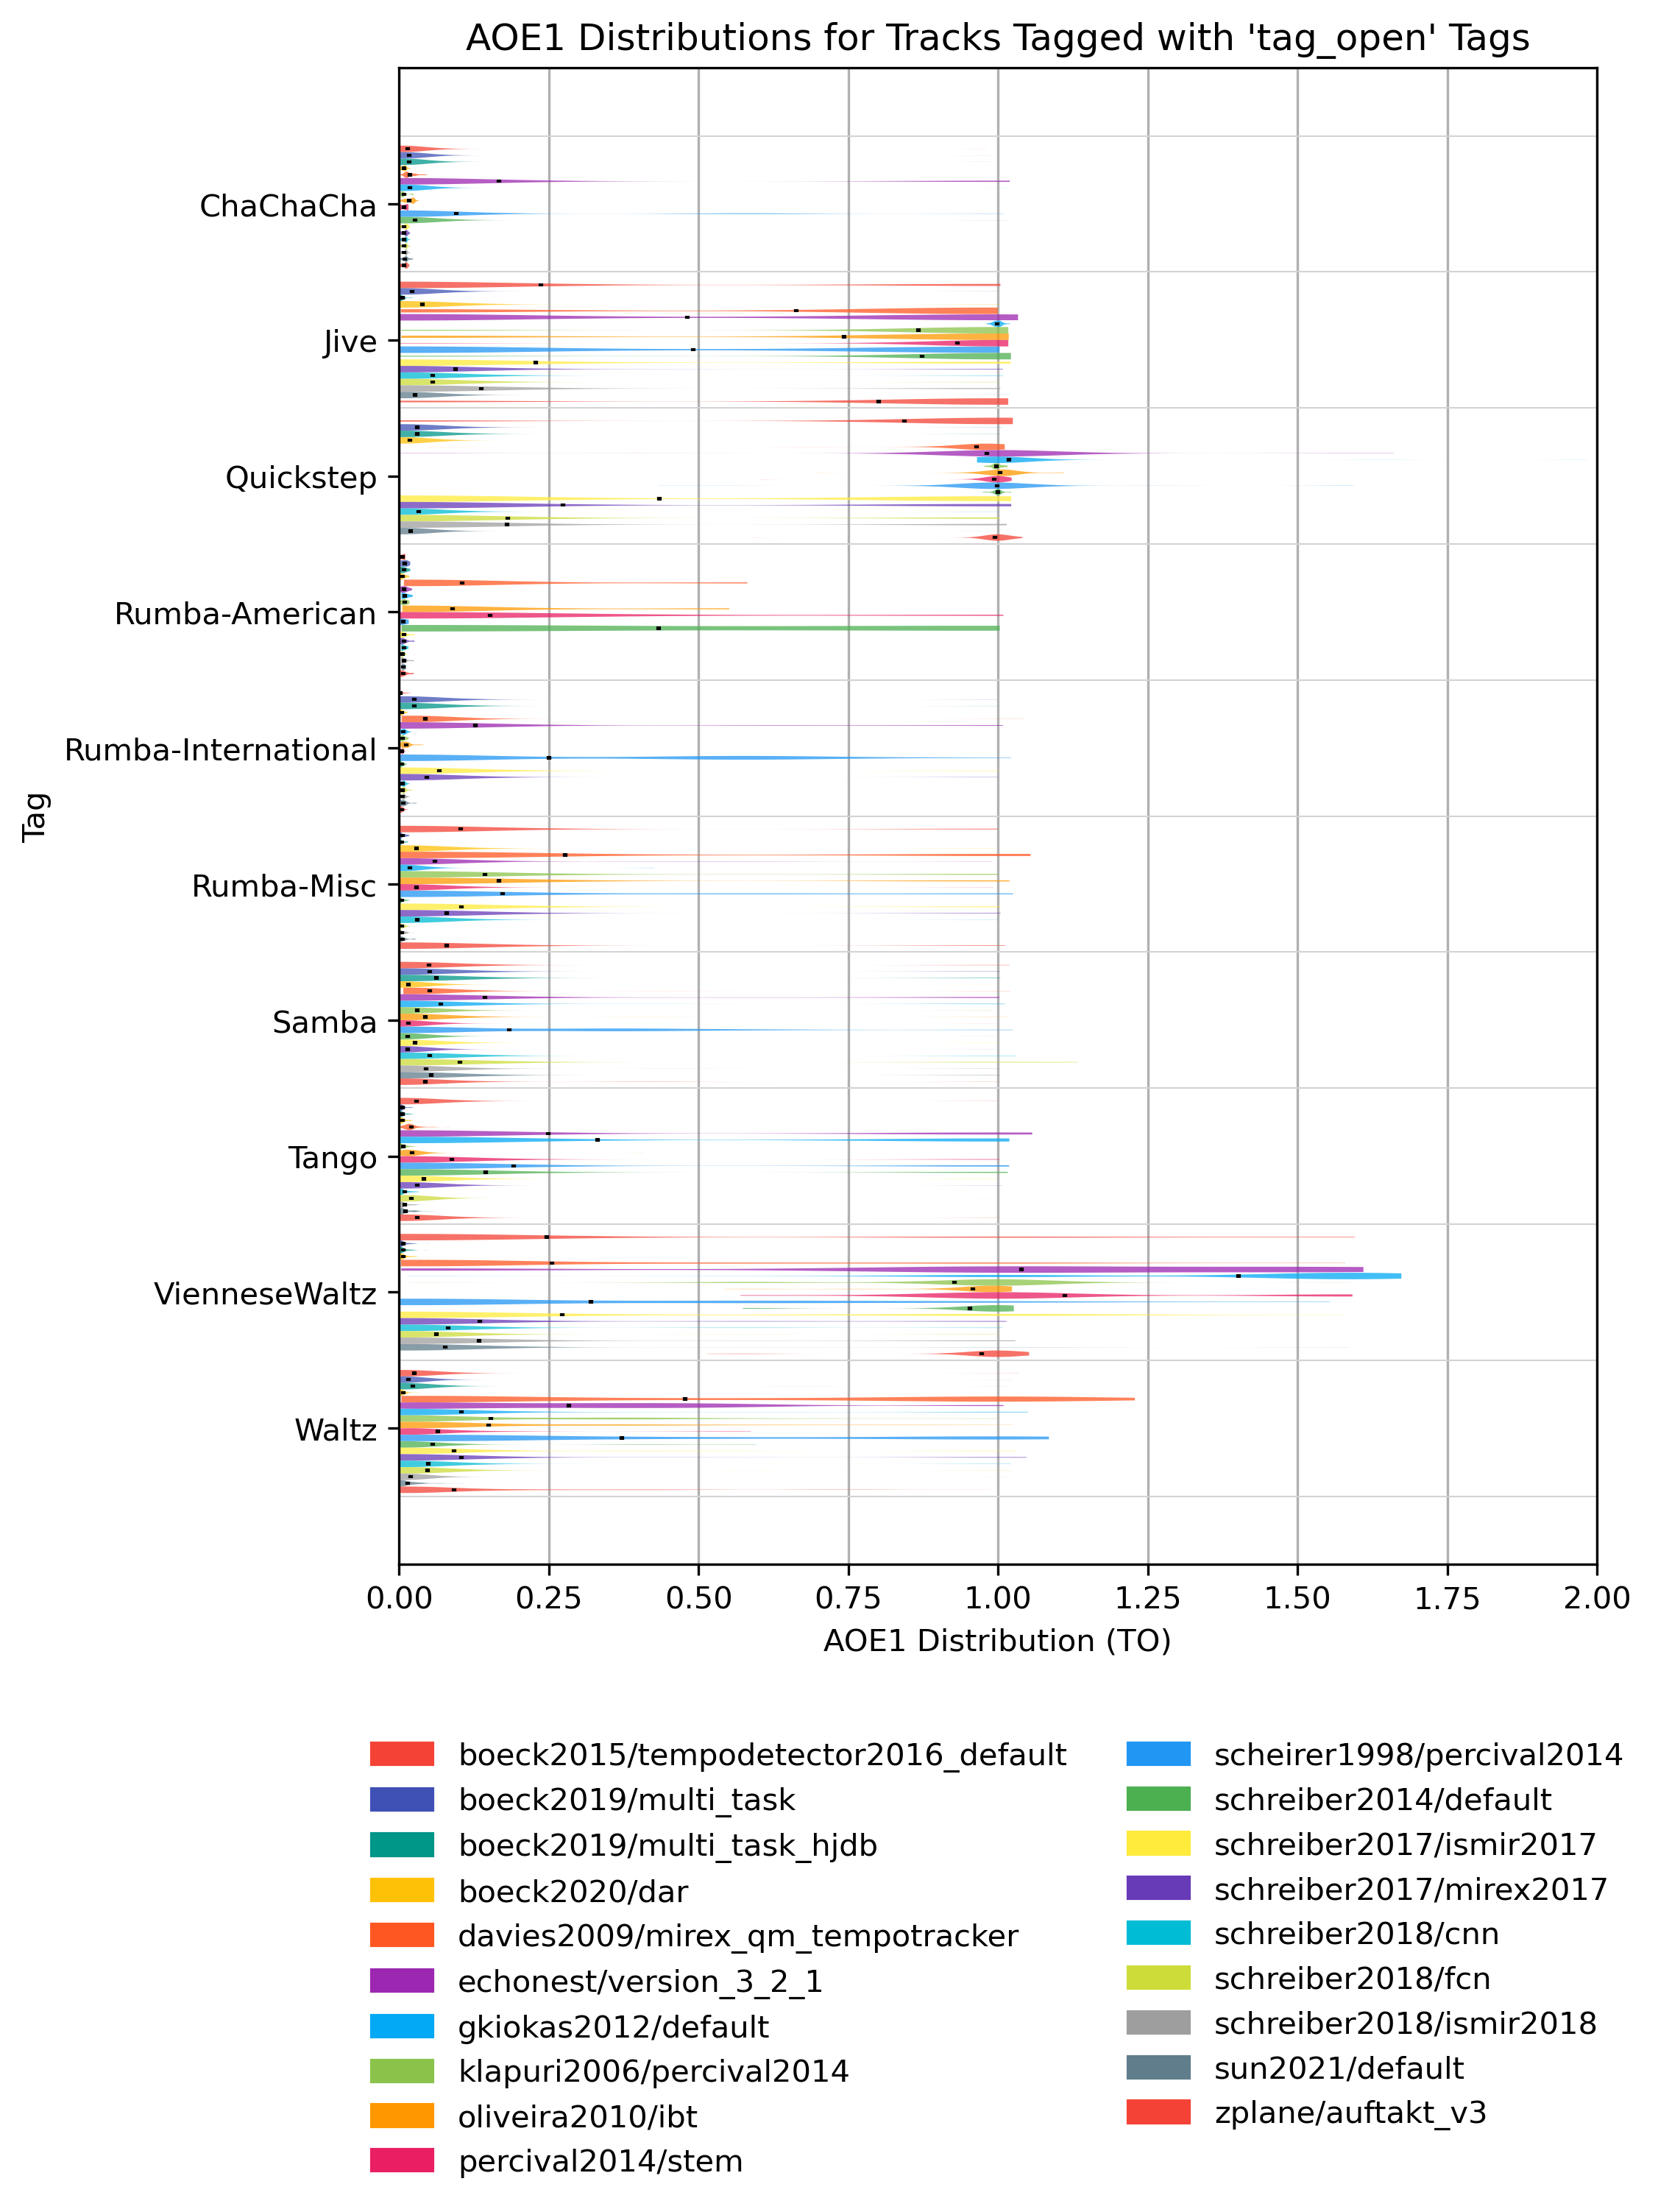 AOE1 Distributions for Tracks Tagged with 'tag_open' Tags
Tag
ChaChaCha
Jive
Quickstep
Rumba-American
Rumba-International
Rumba-Misc
Samba
Tango
VienneseWaltz
Waltz
0.00 0.25 0.50 0.75 1.00 1.25 1.50 1.75 2.00
AOE1 Distribution (TO)
boeck2015/tempodetector2016_default
boeck2019/multi_task
boeck2019/multi_task_hjdb
boeck2020/dar
davies2009/mirex_qm_tempotracker
echonest/version_3_2_1
gkiokas2012/default
klapuri2006/percival2014
oliveira2010/ibt
percival2014/stem
scheirer1998/percival2014
schreiber2014/default
schreiber2017/ismir2017
schreiber2017/mirex2017
schreiber2018/cnn
schreiber2018/fcn
schreiber2018/ismir2018
sun2021/default
zplane/auftakt_v3